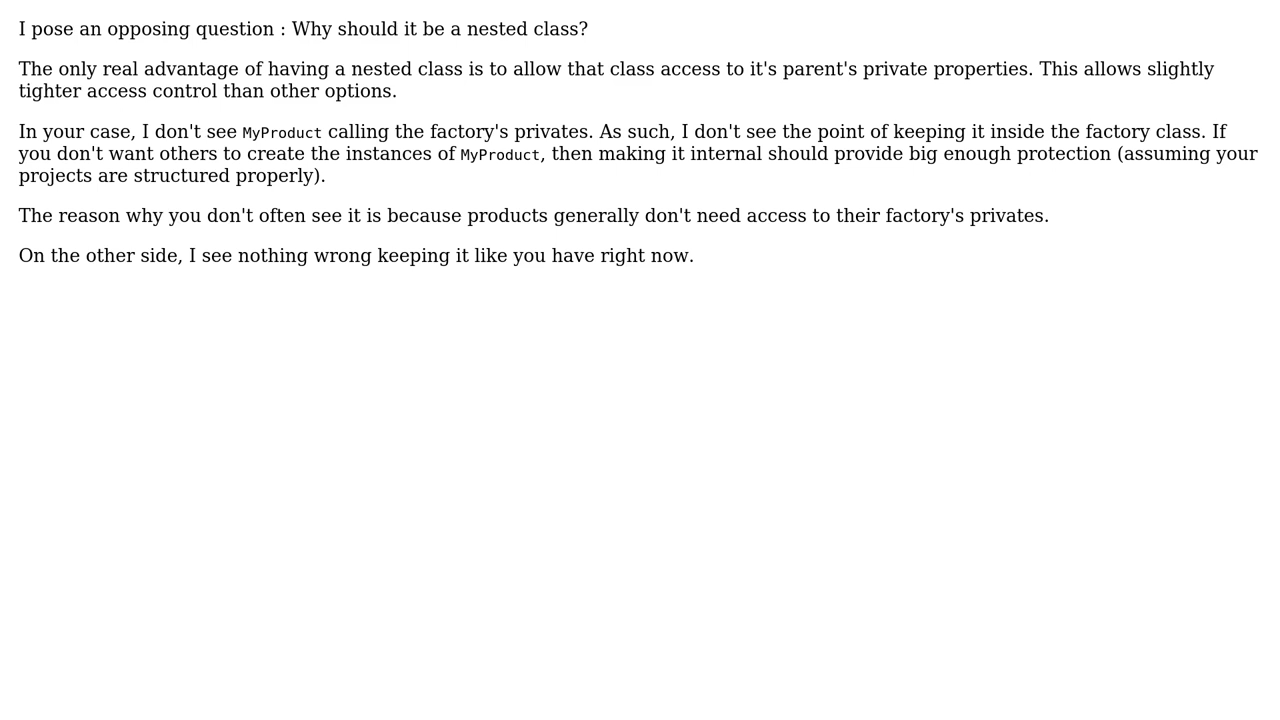 I pose an opposing question : Why should it be a nested class?
The only real advantage of having a nested class is to allow that class access to it's parent's private properties. This allows slightly
tighter access control than other options.
In your case, I don't see MyProduct calling the factory's privates. As such, I don't see the point of keeping it inside the factory class. If
you don't want others to create the instances of MyProduct, then making it internal should provide big enough protection (assuming your
projects are structured properly).
The reason why you don't often see it is because products generally don't need access to their factory's privates.
On the other side, I see nothing wrong keeping it like you have right now.